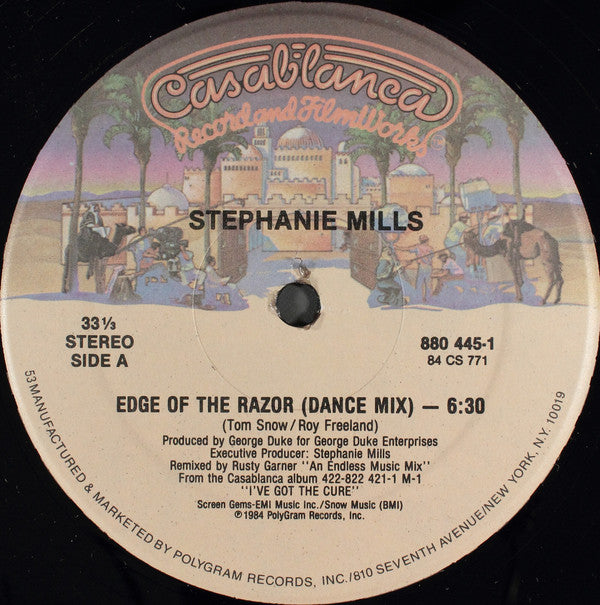 Casablanca
Record and FilmWorks
STEPHANIE MILLS
33 1/3
STEREO
SIDE A
880 445-1
84 CS 771
EDGE OF THE RAZOR (DANCE MIX) — 6:30
(Tom Snow/Roy Freeland)
Produced by George Duke for George Duke Enterprises
Executive Producer: Stephanie Mills
Remixed by Rusty Garner "An Endless Music Mix"
From the Casablanca album 422-822 421-1 M-1
"I'VE GOT THE CURE"
Screen Gems-EMI Music Inc./Snow Music (BMI)
℗1984 PolyGram Records, Inc.
53 MANUFACTURED & MARKETED BY POLYGRAM RECORDS, INC./810 SEVENTH AVENUE/NEW YORK, N.Y. 10019